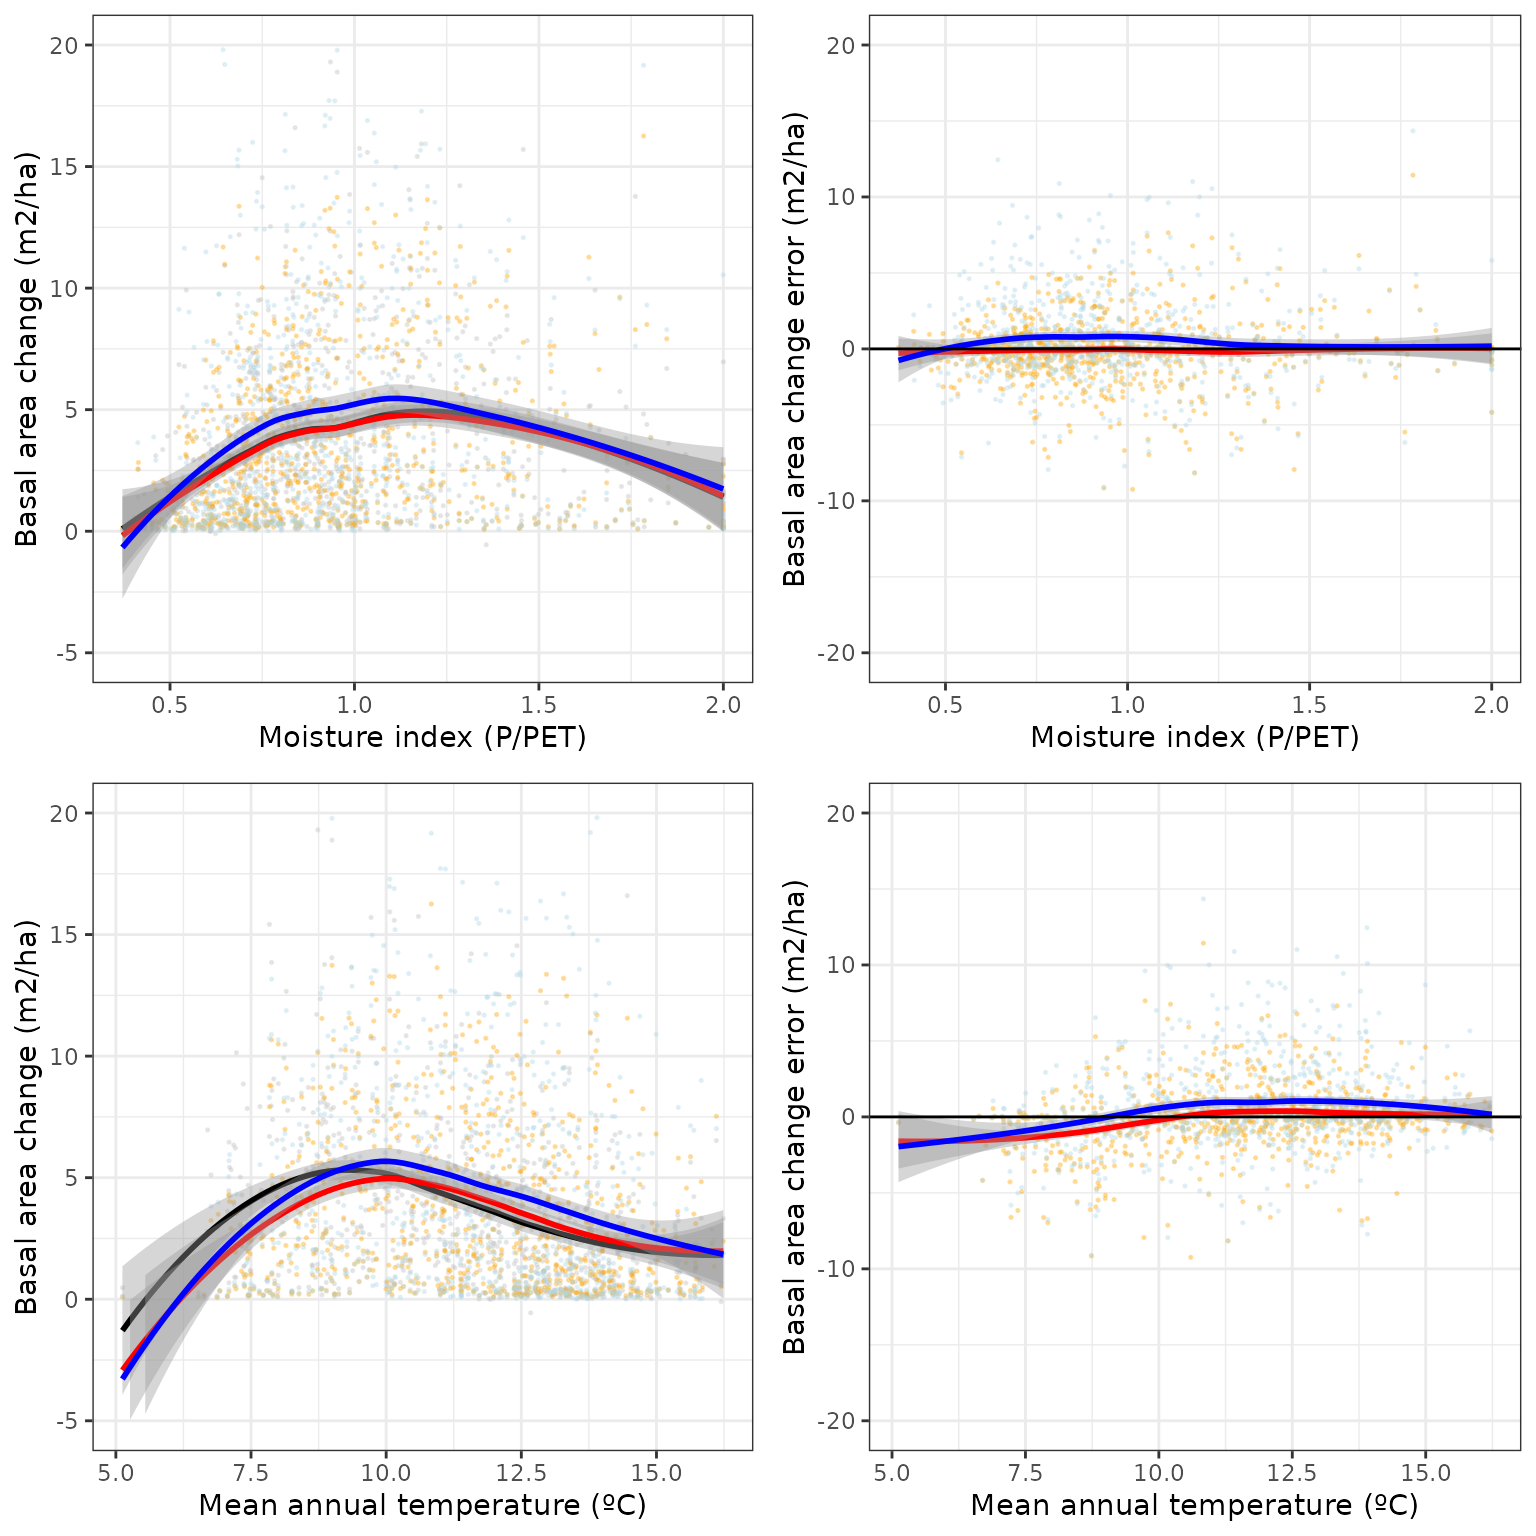 20
15
10
5
0
-5
Basal area change (m2/ha)
0.5 1.0 1.5 2.0
Moisture index (P/PET)
20
10
0
-10
-20
Basal area change error (m2/ha)
0.5 1.0 1.5 2.0
Moisture index (P/PET)
20
15
10
5
0
-5
Basal area change (m2/ha)
5.0 7.5 10.0 12.5 15.0
Mean annual temperature (ºC)
20
10
0
-10
-20
Basal area change error (m2/ha)
5.0 7.5 10.0 12.5 15.0
Mean annual temperature (ºC)